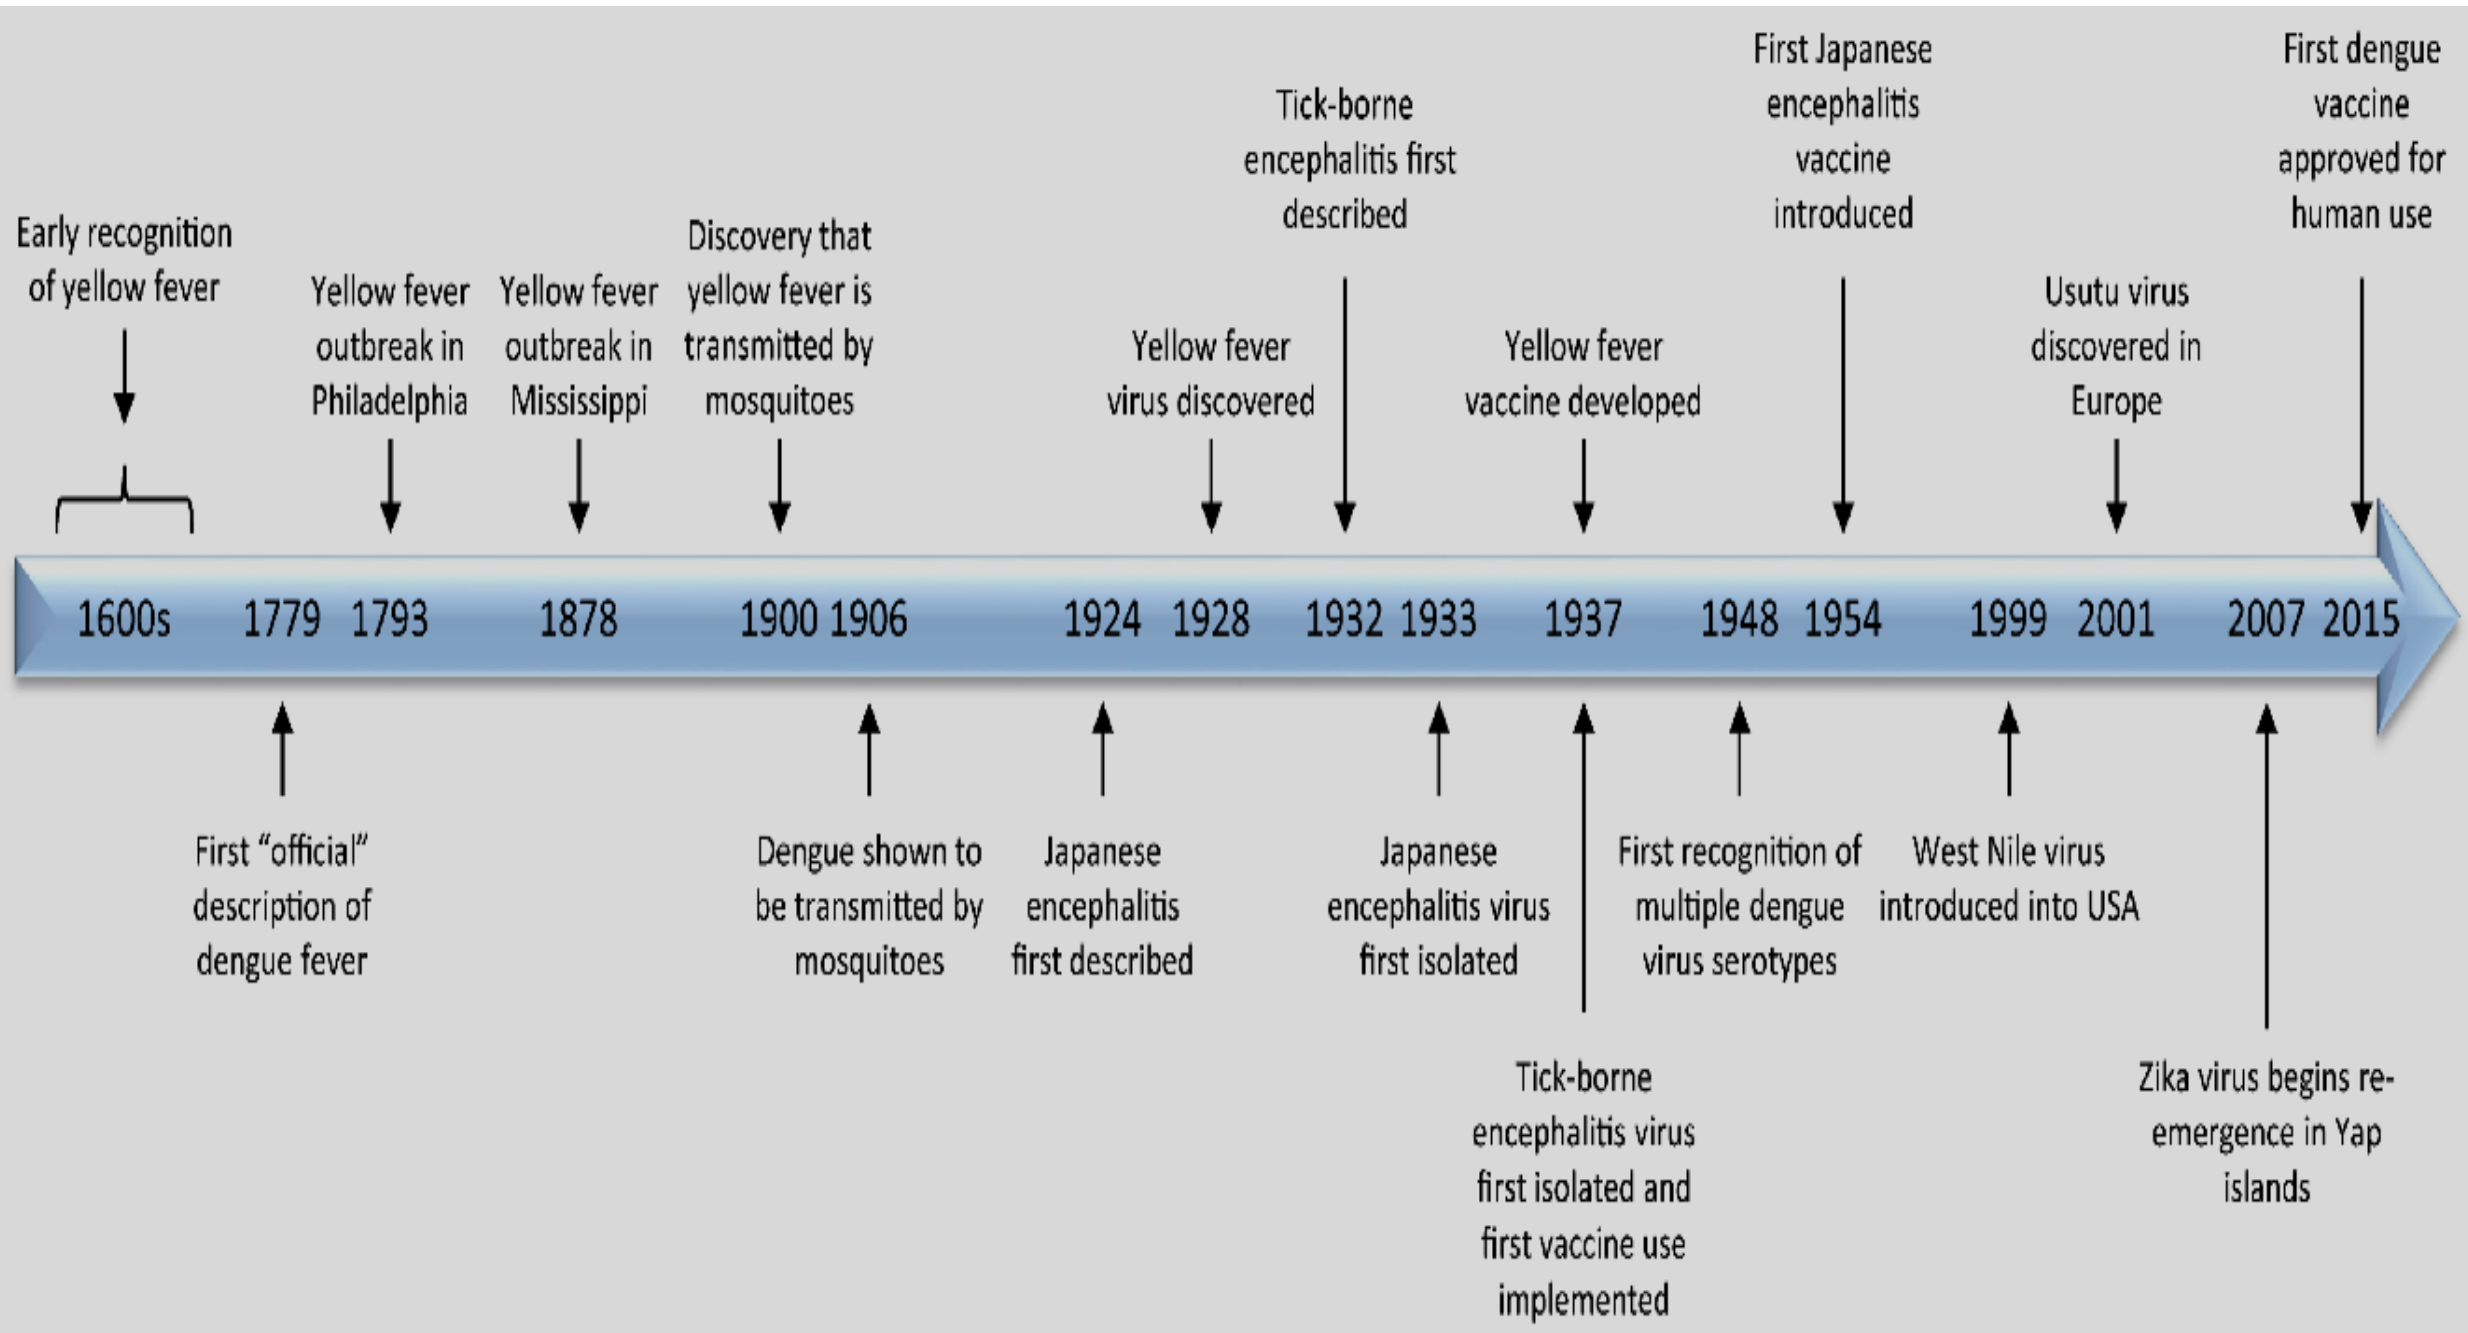 Early recognition
of yellow fever
Yellow fever
outbreak in
Philadelphia
Yellow fever
outbreak in
Mississippi
Discovery that
yellow fever is
transmitted by
mosquitoes
Yellow fever
virus discovered
Tick-borne
encephalitis first
described
Yellow fever
vaccine developed
First Japanese
encephalitis
vaccine
introduced
Usutu virus
discovered in
Europe
First dengue
vaccine
approved for
human use
1600s 1779 1793 1878 1900 1906 1924 1928 1932 1933 1937 1948 1954 1999 2001 2007 2015
First “official”
description of
dengue fever
Dengue shown to
be transmitted by
mosquitoes
Japanese
encephalitis
first described
Japanese
encephalitis virus
first isolated
Tick-borne
encephalitis virus
first isolated and
first vaccine use
implemented
First recognition of
multiple dengue
virus serotypes
West Nile virus
introduced into USA
Zika virus begins re-
emergence in Yap
islands